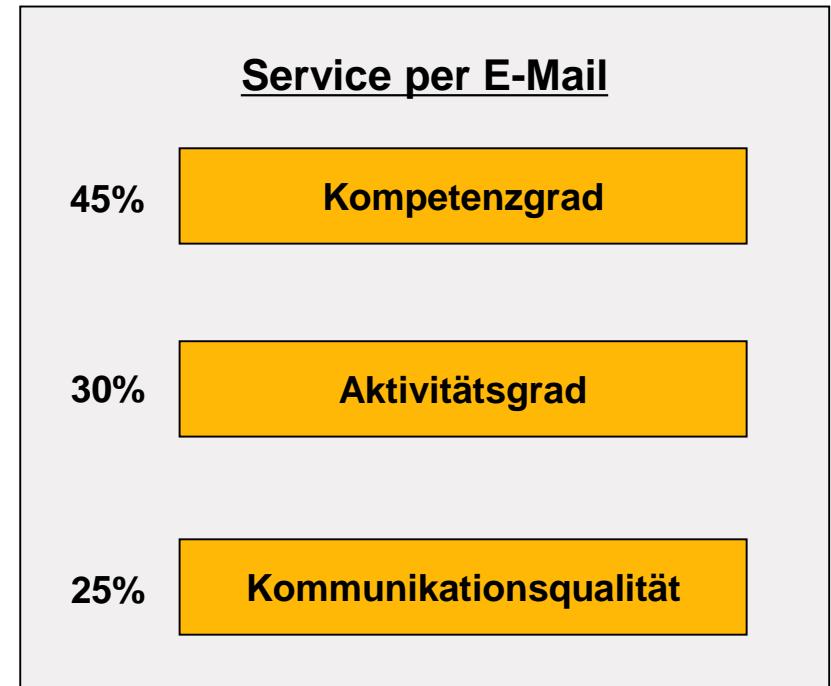 Service per E-Mail
45% Kompetenzgrad
30% Aktivitätsgrad
25% Kommunikationsqualität